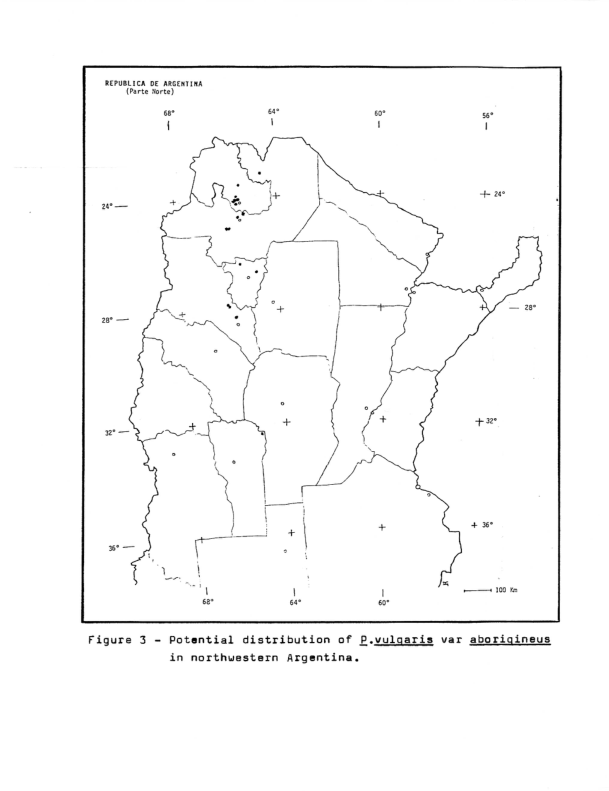 REPUBLICA DE ARGENTINA
(Parte Norte)
68° 64° 60° 56°
24° 24°
28° 28°
32° 32°
36° 36°
100 Km
68° 64° 60°
Figure 3 - Potential distribution of P.vulgaris var aborigineus
in northwestern Argentina.